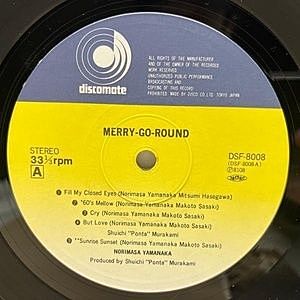 ALL RIGHTS OF THE MANUFACTURER
AND OF THE OWNER OF THE RECORDED
WORK RESERVED.
UNAUTHORIZED PUBLIC PERFORMANCE
BROADCASTING AND
COPYING OF THIS RECORD
PROHIBITED. MADE BY DISCO CO.LTD. TOKYO JAPAN
discomate
MERRY-GO-ROUND
STEREO
33⅓rpm
A
DSF-8008
(DSF-8008 A)
Ⓟ8108
1 Fill My Closed Eyes (Norimasa Yamanaka Mitsumi Hasegawa)
2 "60's Mellow (Norimasa Yamanaka Makoto Sasaki)
3 Cry (Norimasa Yamanaka Makoto Sasaki)
4 But Love (Norimasa Yamanaka Makoto Sasaki)
Shuichi "Ponta" Murakami
5 "Sunrise Sunset (Norimasa Yamanaka Makoto Sasaki)
NORIMASA YAMANAKA
Produced by Shuichi "Ponta" Murakami